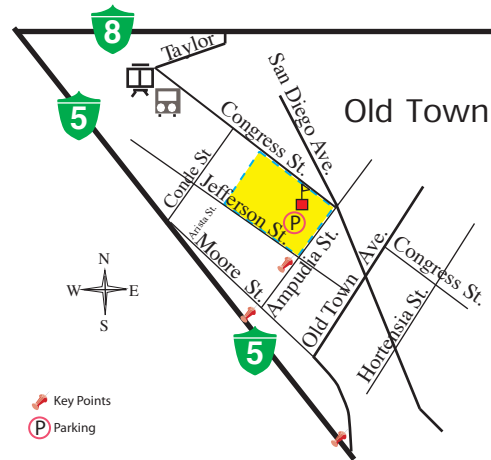 8
Taylor
5
San Diego Ave.
Old Town
Congress St.
Conde St
Jefferson St.
P
Arista St.
Moore St.
Ampudia St.
Old Town Ave.
Congress St.
Hortensia St.
N
W E
S
5
Key Points
P Parking